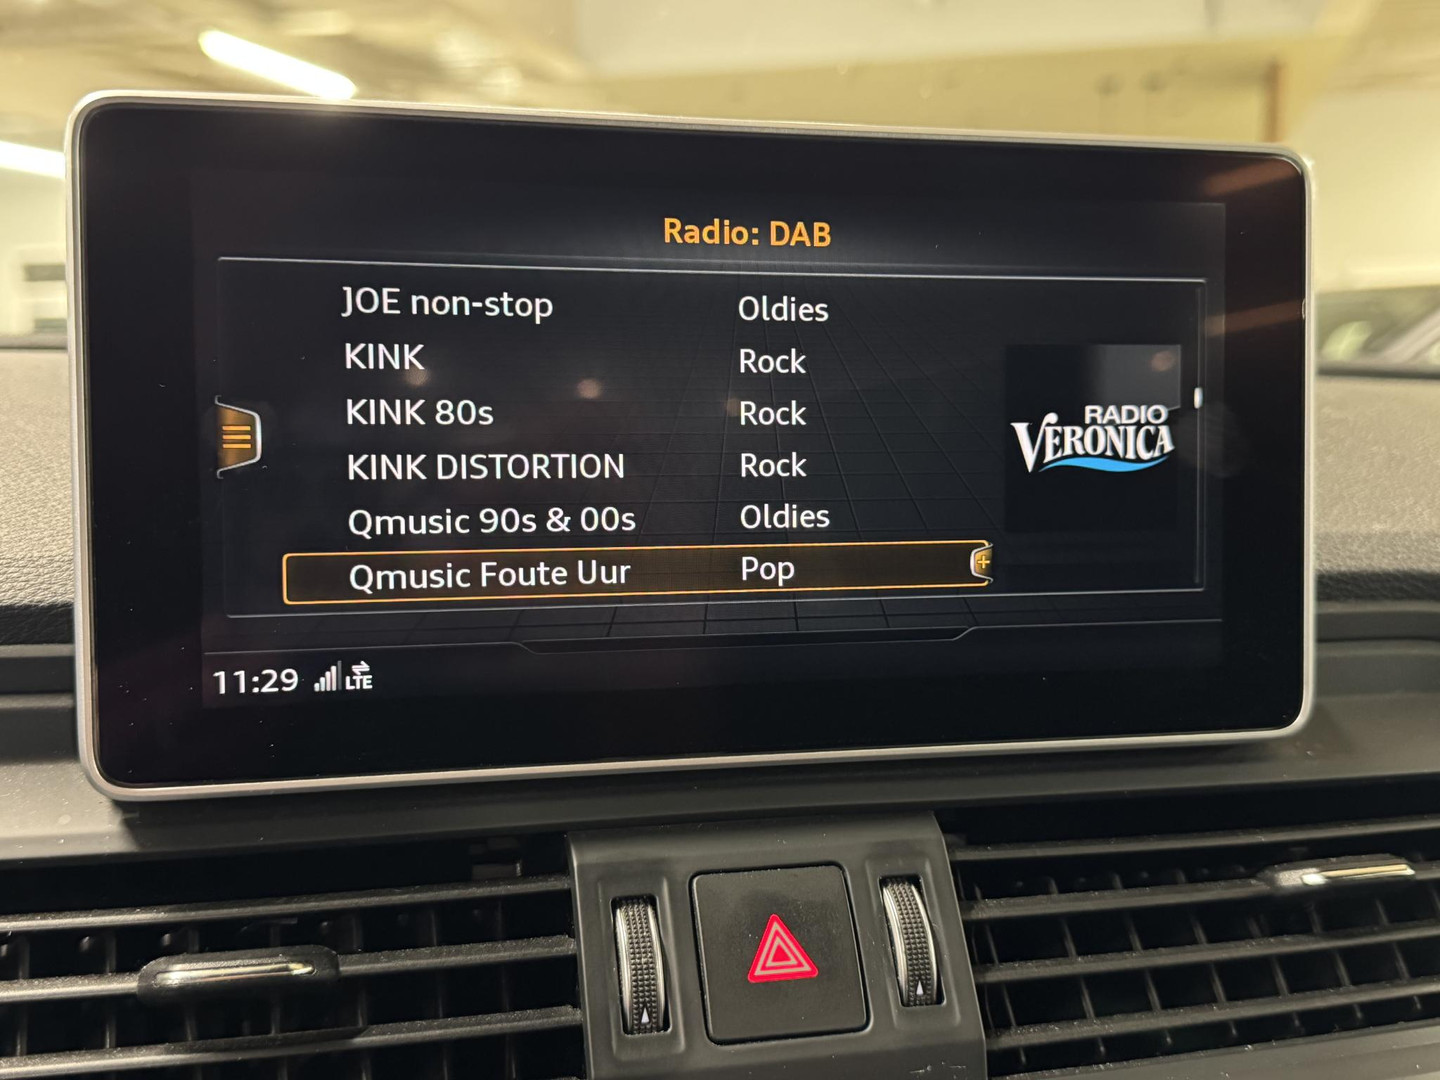 Radio: DAB
JOE non-stop Oldies
KINK Rock
KINK 80s Rock
KINK DISTORTION Rock
Qmusic 90s & 00s Oldies
Qmusic Foute Uur Pop
RADIO
VERONICA
11:29 LTE